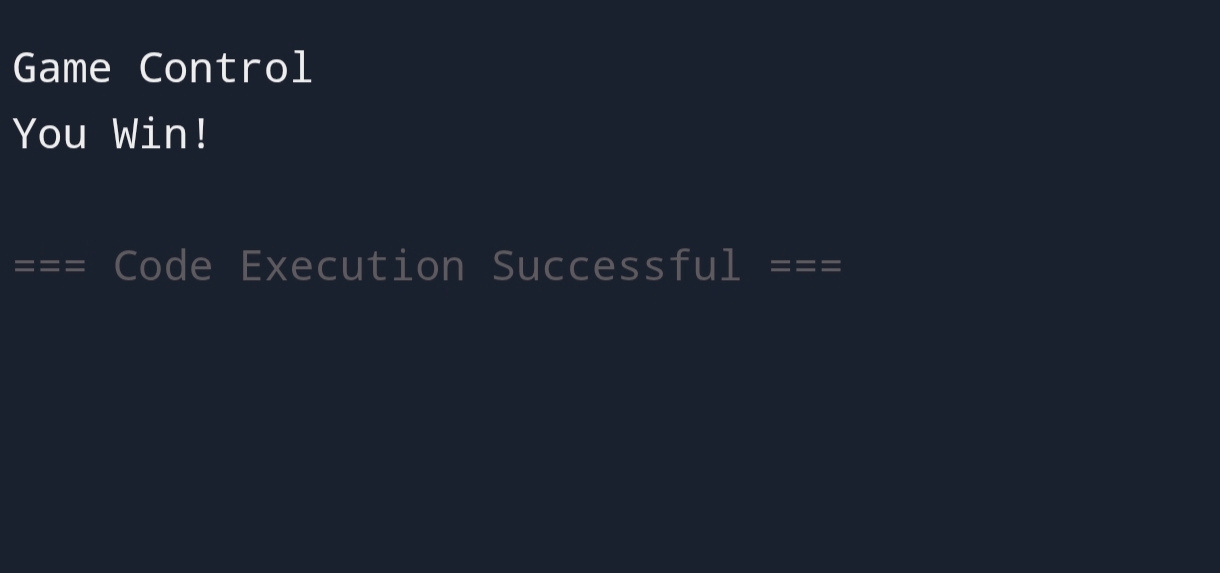 Game Control
You Win!
=== Code Execution Successful ===